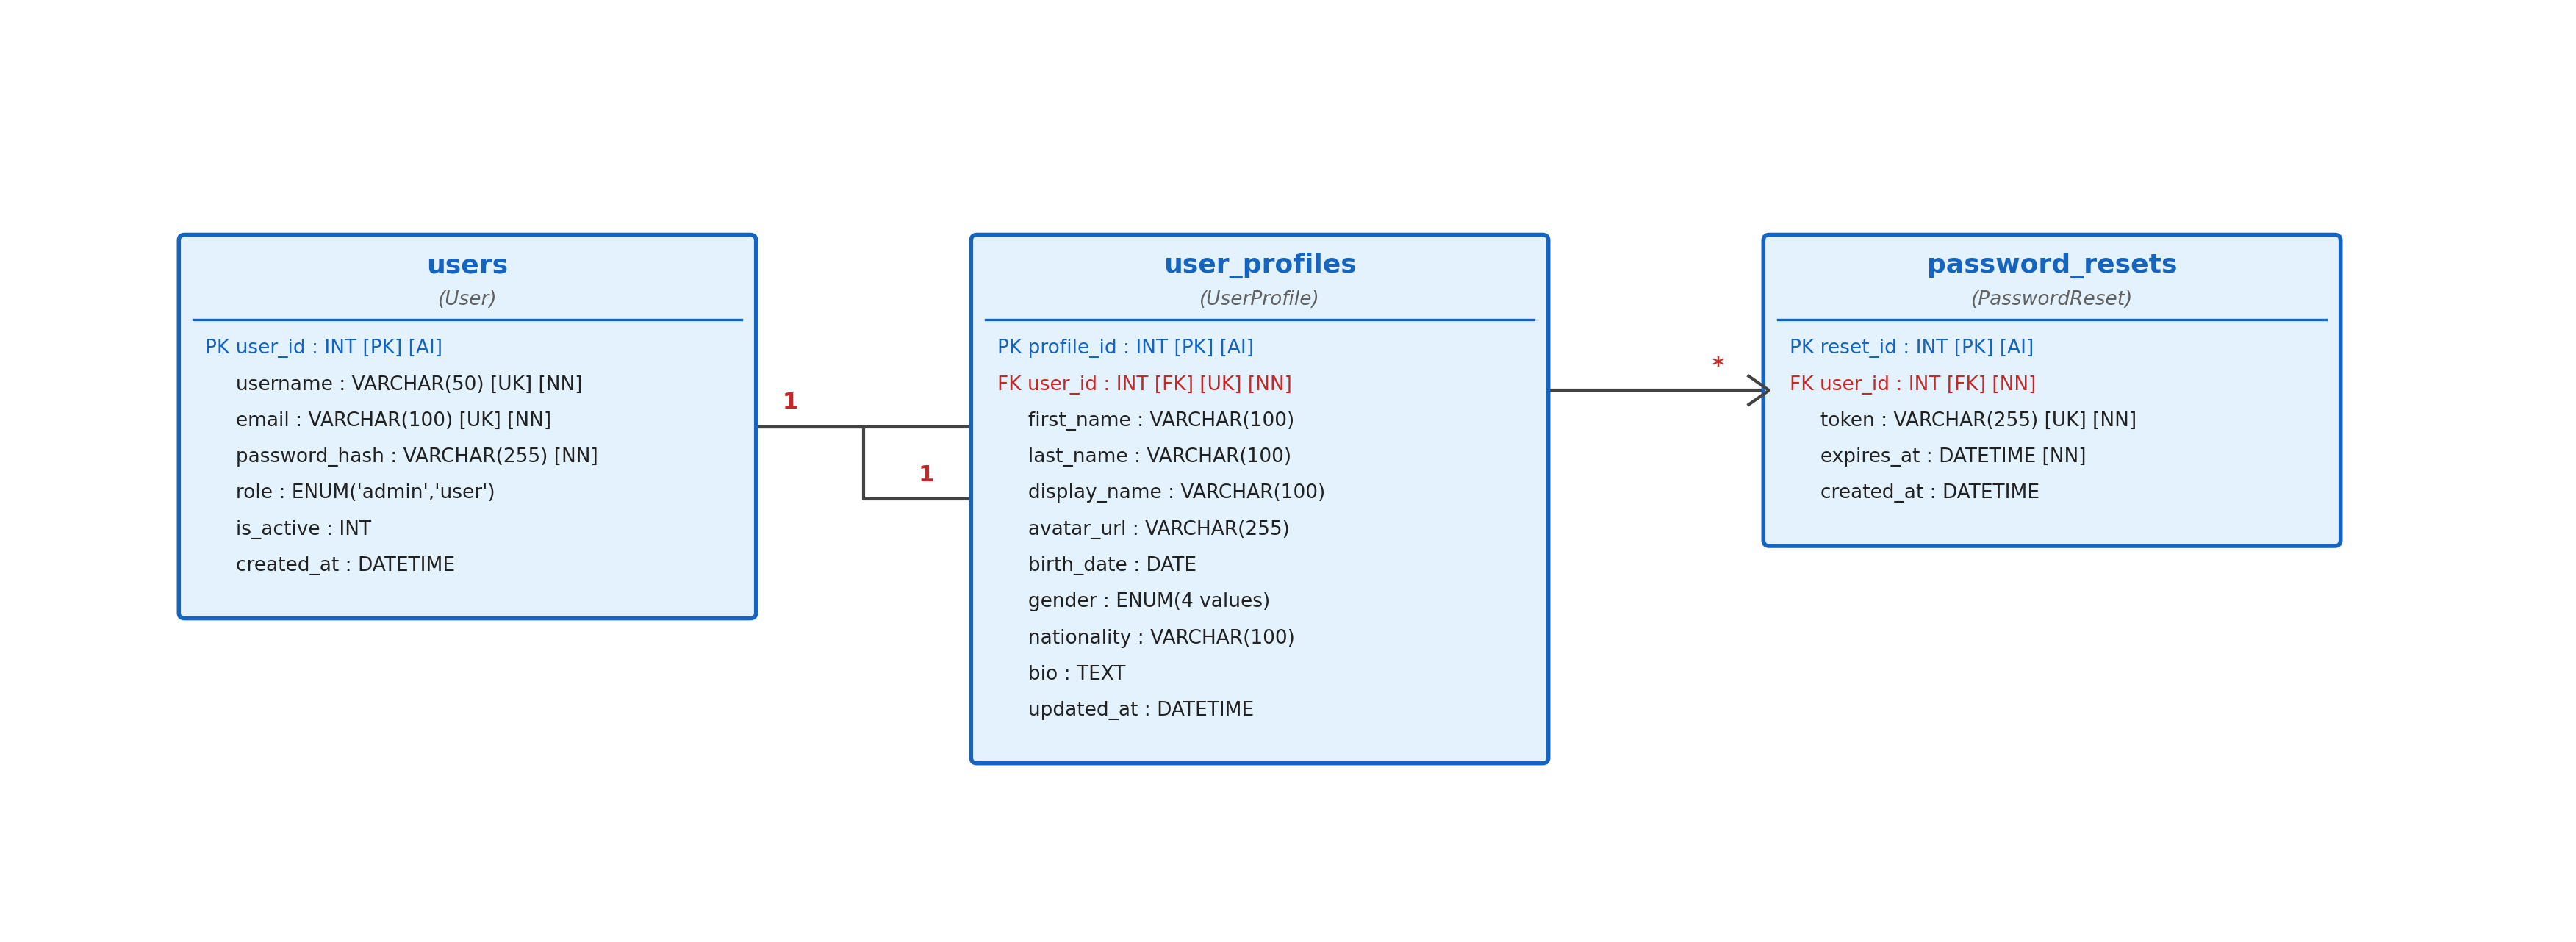 users
(User)
PK user_id : INT [PK] [AI]
username : VARCHAR(50) [UK] [NN]
email : VARCHAR(100) [UK] [NN]
password_hash : VARCHAR(255) [NN]
role : ENUM('admin','user')
is_active : INT
created_at : DATETIME
1
1
user_profiles
(UserProfile)
PK profile_id : INT [PK] [AI]
FK user_id : INT [FK] [UK] [NN]
first_name : VARCHAR(100)
last_name : VARCHAR(100)
display_name : VARCHAR(100)
avatar_url : VARCHAR(255)
birth_date : DATE
gender : ENUM(4 values)
nationality : VARCHAR(100)
bio : TEXT
updated_at : DATETIME
*
password_resets
(PasswordReset)
PK reset_id : INT [PK] [AI]
FK user_id : INT [FK] [NN]
token : VARCHAR(255) [UK] [NN]
expires_at : DATETIME [NN]
created_at : DATETIME